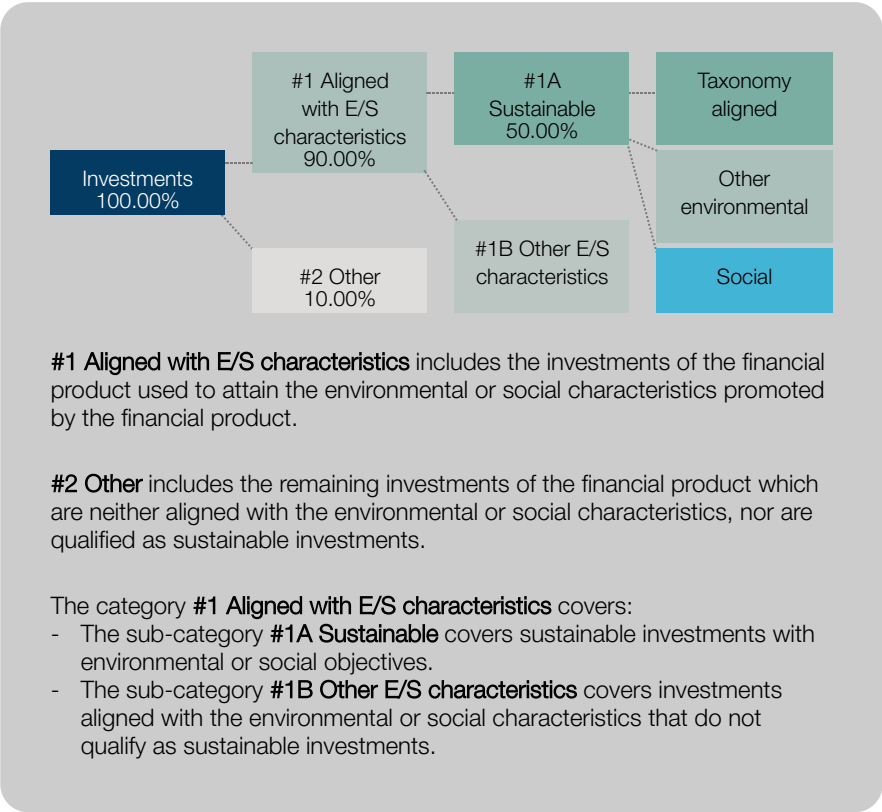 #1 Aligned
with E/S
characteristics
90.00%
#1A
Sustainable
50.00%
Taxonomy
aligned
Investments
100.00%
Other
environmental
#2 Other
10.00%
#1B Other E/S
characteristics
Social
#1 Aligned with E/S characteristics includes the investments of the financial
product used to attain the environmental or social characteristics promoted
by the financial product.
#2 Other includes the remaining investments of the financial product which
are neither aligned with the environmental or social characteristics, nor are
qualified as sustainable investments.
The category #1 Aligned with E/S characteristics covers:
- The sub-category #1A Sustainable covers sustainable investments with
environmental or social objectives.
- The sub-category #1B Other E/S characteristics covers investments
aligned with the environmental or social characteristics that do not
qualify as sustainable investments.